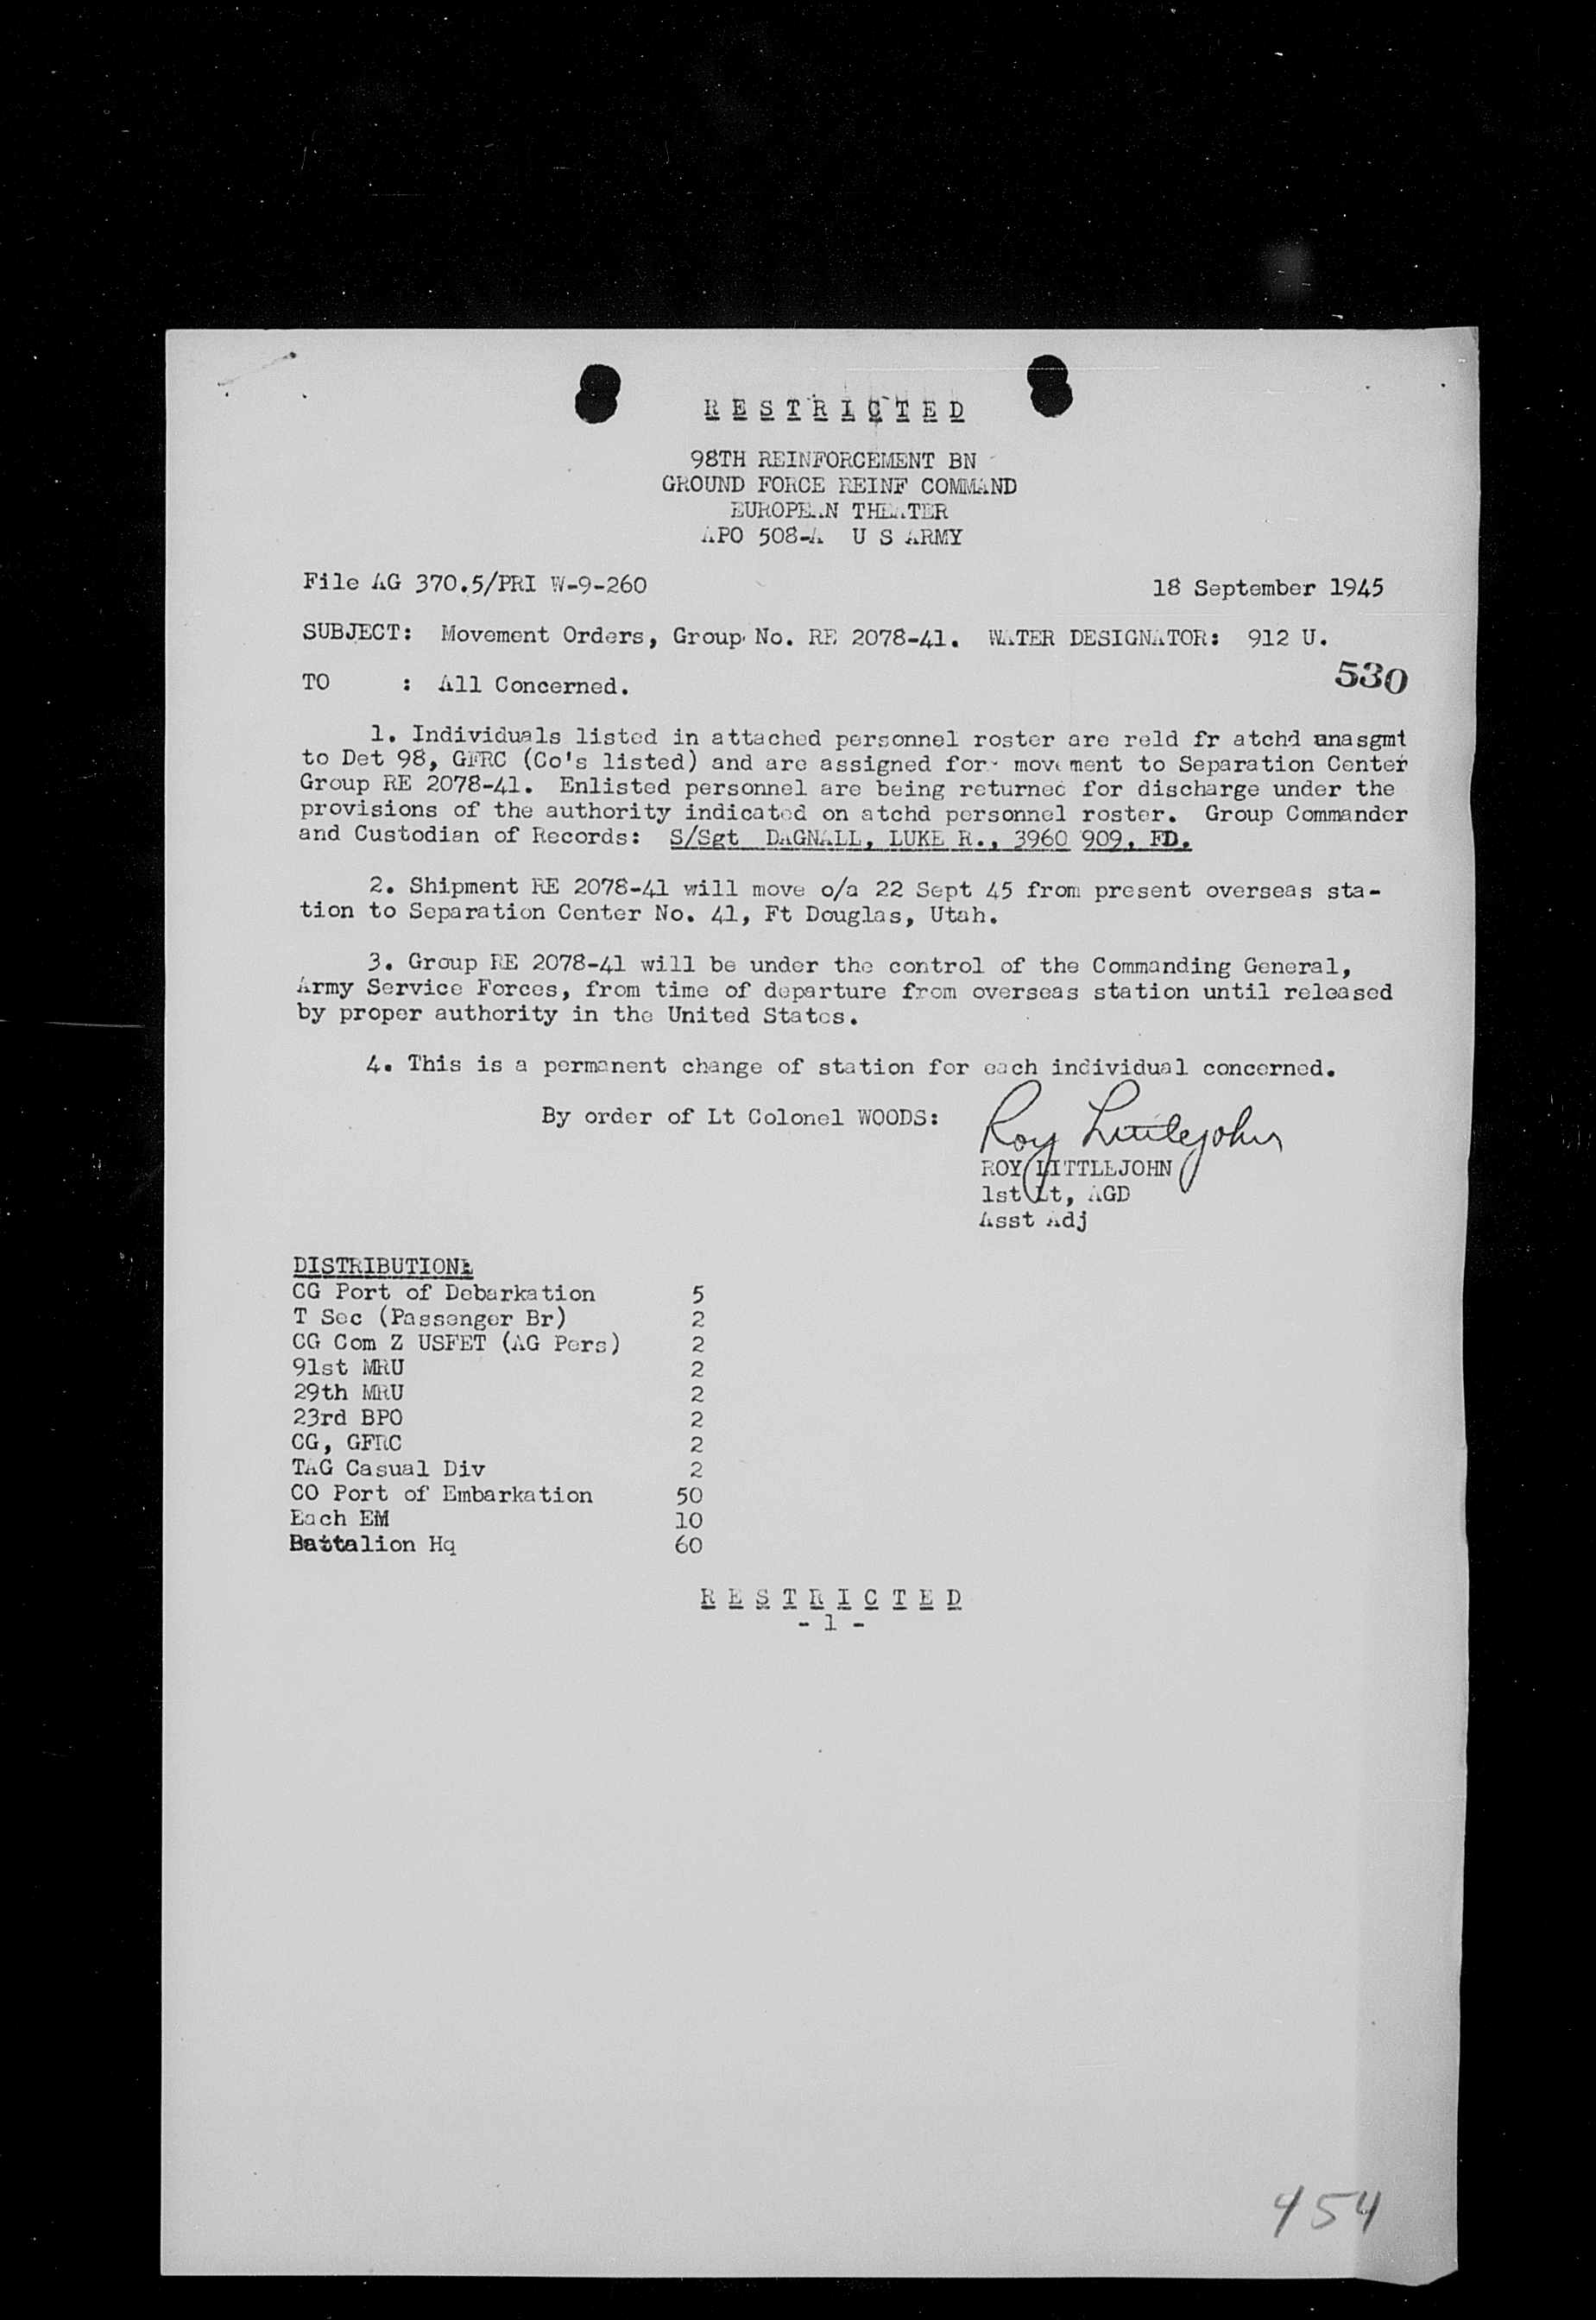 R E S T R I C T E D
98TH REINFORCEMENT BN
GROUND FORCE REINF COMMAND
EUROPEAN THEATER
APO 508-A U S ARMY
File AG 370.5/PRI W-9-260 18 September 1945
SUBJECT: Movement Orders, Group No. RE 2078-41. WATER DESIGNATOR: 912 U.
530
TO : All Concerned.
1. Individuals listed in attached personnel roster are reld fr atchd unasgmt
to Det 98, GFRC (Co's listed) and are assigned for movement to Separation Center
Group RE 2078-41. Enlisted personnel are being returned for discharge under the
provisions of the authority indicated on atchd personnel roster. Group Commander
and Custodian of Records: S/Sgt DAGNALL, LUKE R., 3960 909, FD.
2. Shipment RE 2078-41 will move o/a 22 Sept 45 from present overseas sta-
tion to Separation Center No. 41, Ft Douglas, Utah.
3. Group RE 2078-41 will be under the control of the Commanding General,
Army Service Forces, from time of departure from overseas station until released
by proper authority in the United States.
4. This is a permanent change of station for each individual concerned.
By order of Lt Colonel WOODS:
Roy Littlejohn
ROY LITTLEJOHN
1st Lt, AGD
Asst Adj
DISTRIBUTION:
CG Port of Debarkation 5
T Sec (Passenger Br) 2
CG Com Z USFET (AG Pers) 2
91st MRU 2
29th MRU 2
23rd BPO 2
CG, GFRC 2
TAG Casual Div 2
CO Port of Embarkation 50
Each EM 10
Battalion Hq 60
R E S T R I C T E D
- 1 -
454